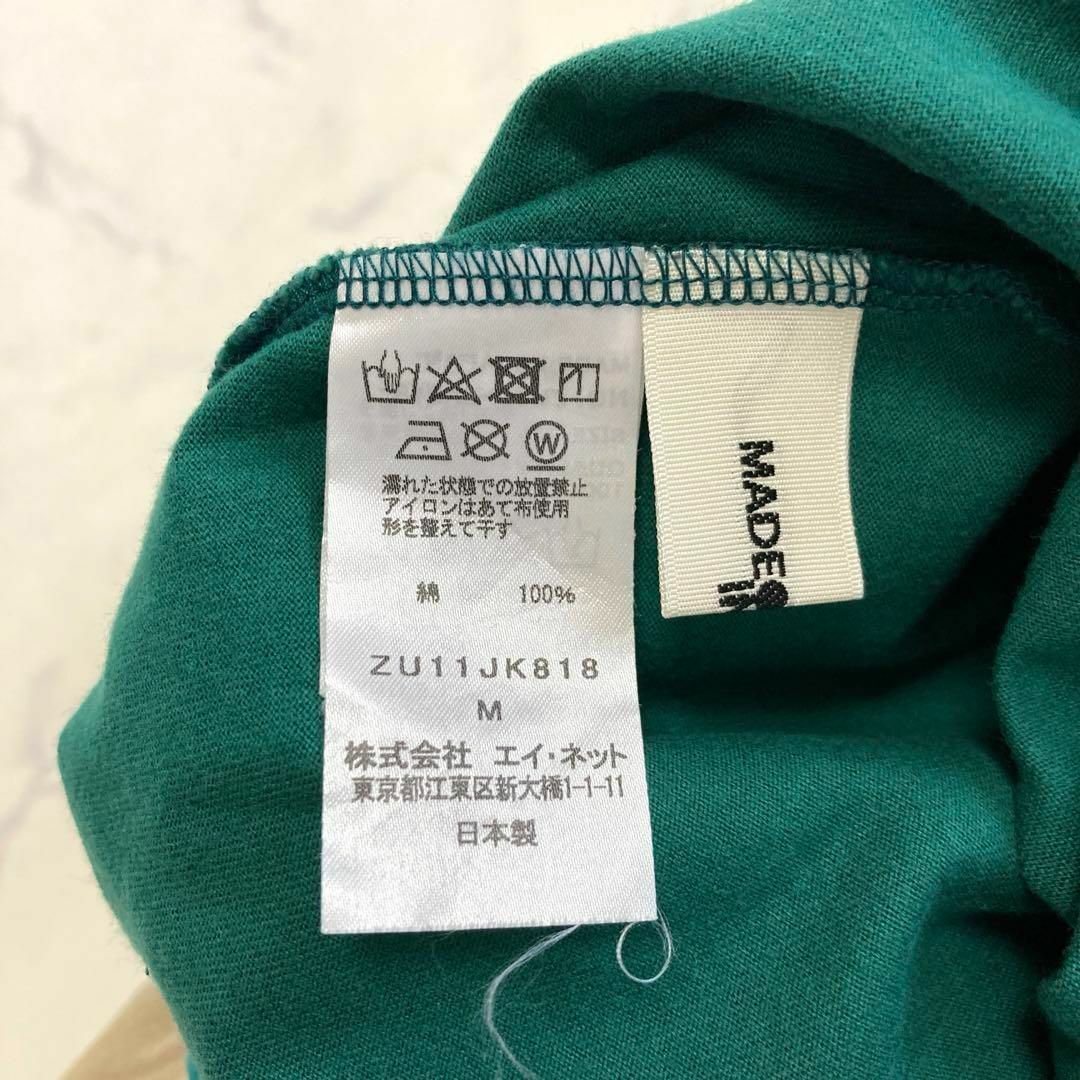 濡れた状態での放置禁止
アイロンはあて布使用
形を整えて干す
綿 100%
ZU11JK818
M
株式会社 エイ・ネット
東京都江東区新大橋1-1-11
日本製
W
MADE